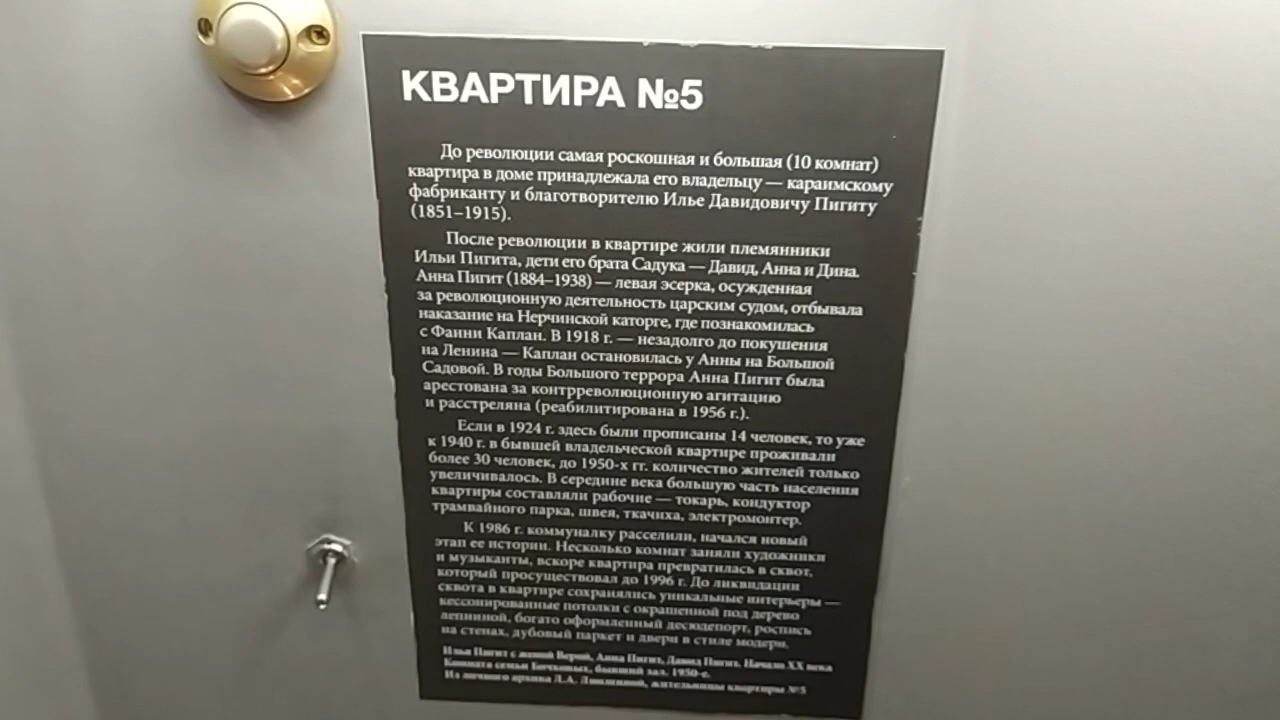 КВАРТИРА №5
До революции самая роскошная и большая (10 комнат)
квартира в доме принадлежала его владельцу — караимскому
фабриканту и благотворителю Илье Давидовичу Пигиту
(1851–1915).
После революции в квартире жили племянники
Ильи Пигита, дети его брата Садука — Давид, Анна и Дина.
Анна Пигит (1884–1938) — левая эсерка, осужденная
за революционную деятельность царским судом, отбывала
наказание на Нерчинской каторге, где познакомилась
с Фанни Каплан. В 1918 г. — незадолго до покушения
на Ленина — Каплан остановилась у Анны на Большой
Садовой. В годы Большого террора Анна Пигит была
арестована за контрреволюционную агитацию
и расстреляна (реабилитирована в 1956 г.).
Если в 1924 г. здесь были прописаны 14 человек, то уже
к 1940 г. в бывшей владельческой квартире проживали
более 30 человек, до 1950-х гг. количество жителей только
увеличивалось. В середине века большую часть населения
квартиры составляли рабочие — токарь, кондуктор
трамвайного парка, швея, ткачиха, электромонтер.
К 1986 г. коммуналку расселили, начался новый
этап ее истории. Несколько комнат заняли художники
и музыканты, вскоре квартира превратилась в сквот,
который просуществовал до 1996 г. До ликвидации
сквота в квартире сохранялись уникальные интерьеры —
кессонированные потолки с окрашенной под дерево
лепниной, богато оформленный десюдепорт, роспись
на стенах, дубовый паркет и двери в стиле модерн.
Илья Пигит с женой Верой, Анна Пигит, Давид Пигит. Начало XX века
Комната семьи Бочковых, бывший зал. 1950-е.
Из личного архива Л.А. жительницы квартиры №5